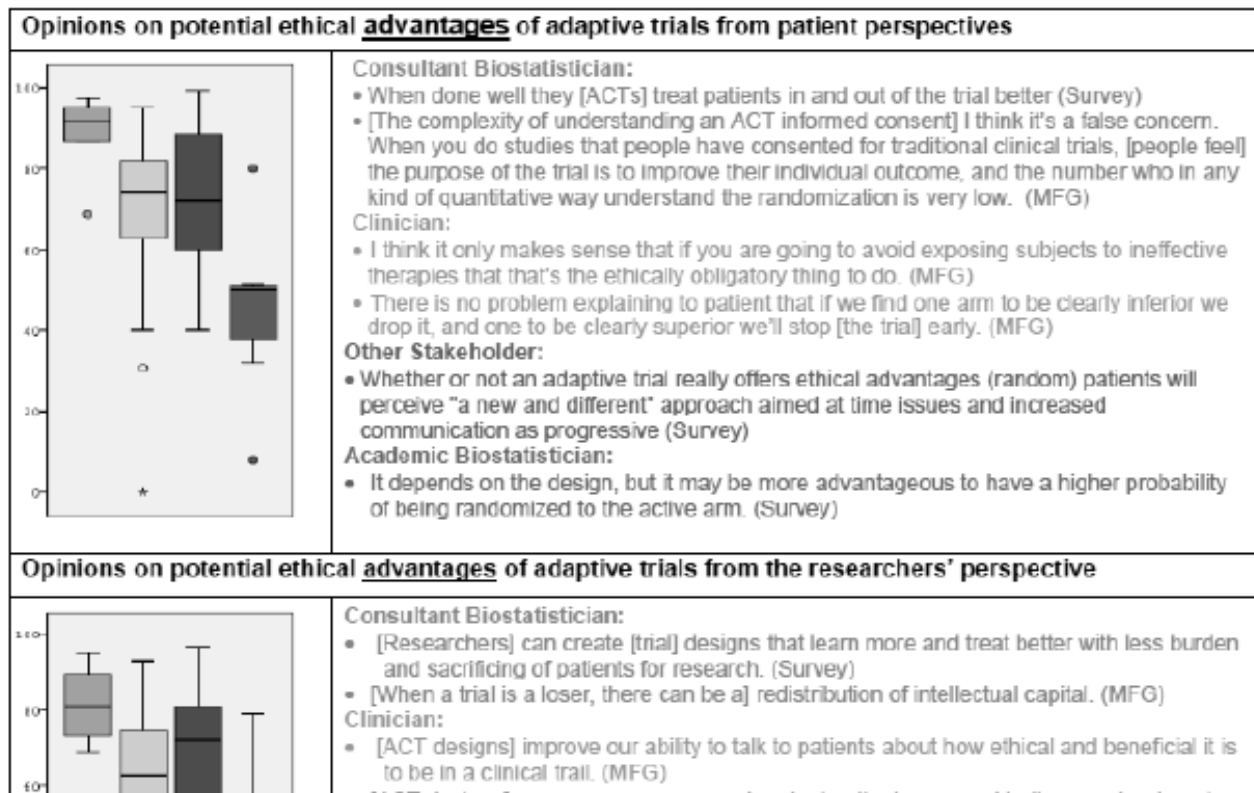 Opinions on potential ethical advantages of adaptive trials from patient perspectives
100
80
60
40
20
0
Consultant Biostatistician:
• When done well they [ACTs] treat patients in and out of the trial better (Survey)
• [The complexity of understanding an ACT informed consent] I think it's a false concern.
When you do studies that people have consented for traditional clinical trials, [people feel]
the purpose of the trial is to improve their individual outcome, and the number who in any
kind of quantitative way understand the randomization is very low. (MFG)
Clinician:
• I think it only makes sense that if you are going to avoid exposing subjects to ineffective
therapies that that's the ethically obligatory thing to do. (MFG)
• There is no problem explaining to patient that if we find one arm to be clearly inferior we
drop it, and one to be clearly superior we'll stop [the trial] early. (MFG)
Other Stakeholder:
• Whether or not an adaptive trial really offers ethical advantages (random) patients will
perceive "a new and different" approach aimed at time issues and increased
communication as progressive (Survey)
Academic Biostatistician:
• It depends on the design, but it may be more advantageous to have a higher probability
of being randomized to the active arm. (Survey)
Opinions on potential ethical advantages of adaptive trials from the researchers' perspective
100
80
60
Consultant Biostatistician:
• [Researchers] can create [trial] designs that learn more and treat better with less burden
and sacrificing of patients for research. (Survey)
• [When a trial is a loser, there can be a] redistribution of intellectual capital. (MFG)
Clinician:
• [ACT designs] improve our ability to talk to patients about how ethical and beneficial it is
to be in a clinical trail. (MFG)